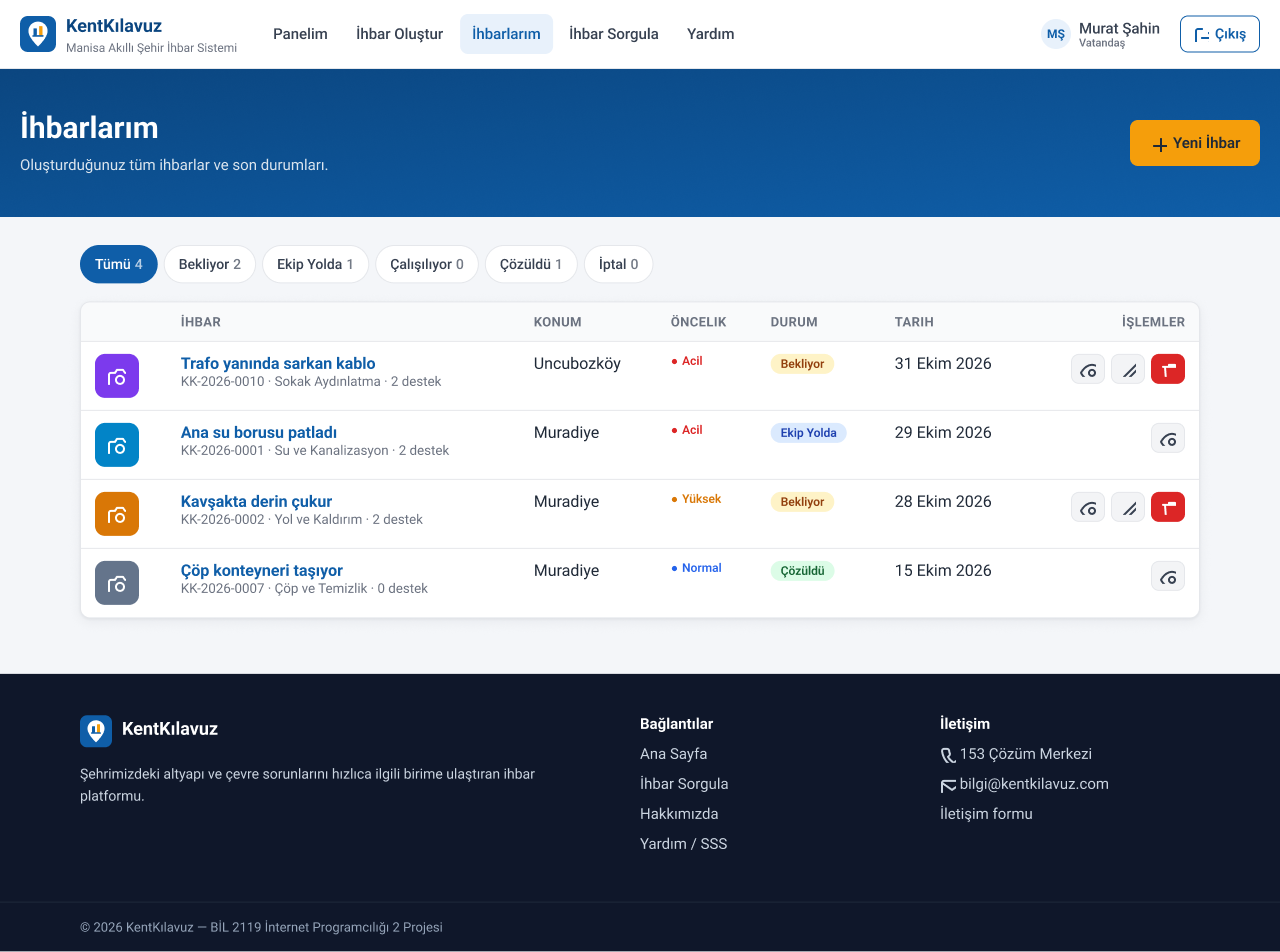 KentKılavuz
Manisa Akıllı Şehir İhbar Sistemi
Panelim
İhbar Oluştur
İhbarlarım
İhbar Sorgula
Yardım
MŞ
Murat Şahin
Vatandaş
Çıkış
İhbarlarım
Oluşturduğunuz tüm ihbarlar ve son durumları.
Yeni İhbar
Tümü 4
Bekliyor 2
Ekip Yolda 1
Çalışılıyor 0
Çözüldü 1
İptal 0
İHBAR KONUM ÖNCELIK DURUM TARIH İŞLEMLER
Trafo yanında sarkan kablo Uncubozköy Acil Bekliyor 31 Ekim 2026
KK-2026-0010 · Sokak Aydınlatma · 2 destek
Ana su borusu patladı Muradiye Acil Ekip Yolda 29 Ekim 2026
KK-2026-0001 · Su ve Kanalizasyon · 2 destek
Kavşakta derin çukur Muradiye Yüksek Bekliyor 28 Ekim 2026
KK-2026-0002 · Yol ve Kaldırım · 2 destek
Çöp konteyneri taşıyor Muradiye Normal Çözüldü 15 Ekim 2026
KK-2026-0007 · Çöp ve Temizlik · 0 destek
KentKılavuz
Şehrimizdeki altyapı ve çevre sorunlarını hızlıca ilgili birime ulaştıran ihbar
platformu.
Bağlantılar
Ana Sayfa
İhbar Sorgula
Hakkımızda
Yardım / SSS
İletişim
153 Çözüm Merkezi
bilgi@kentkilavuz.com
İletişim formu
© 2026 KentKılavuz — BİL 2119 İnternet Programcılığı 2 Projesi